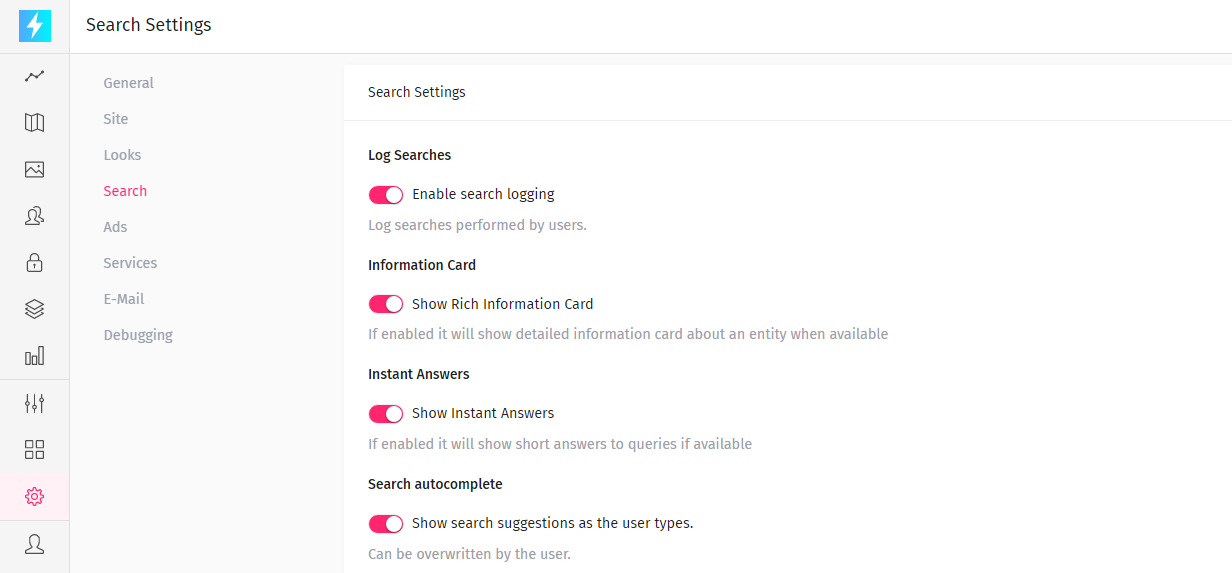 Search Settings
General
Site
Looks
Search
Ads
Services
E-Mail
Debugging
Search Settings
Log Searches
Enable search logging
Log searches performed by users.
Information Card
Show Rich Information Card
If enabled it will show detailed information card about an entity when available
Instant Answers
Show Instant Answers
If enabled it will show short answers to queries if available
Search autocomplete
Show search suggestions as the user types.
Can be overwritten by the user.